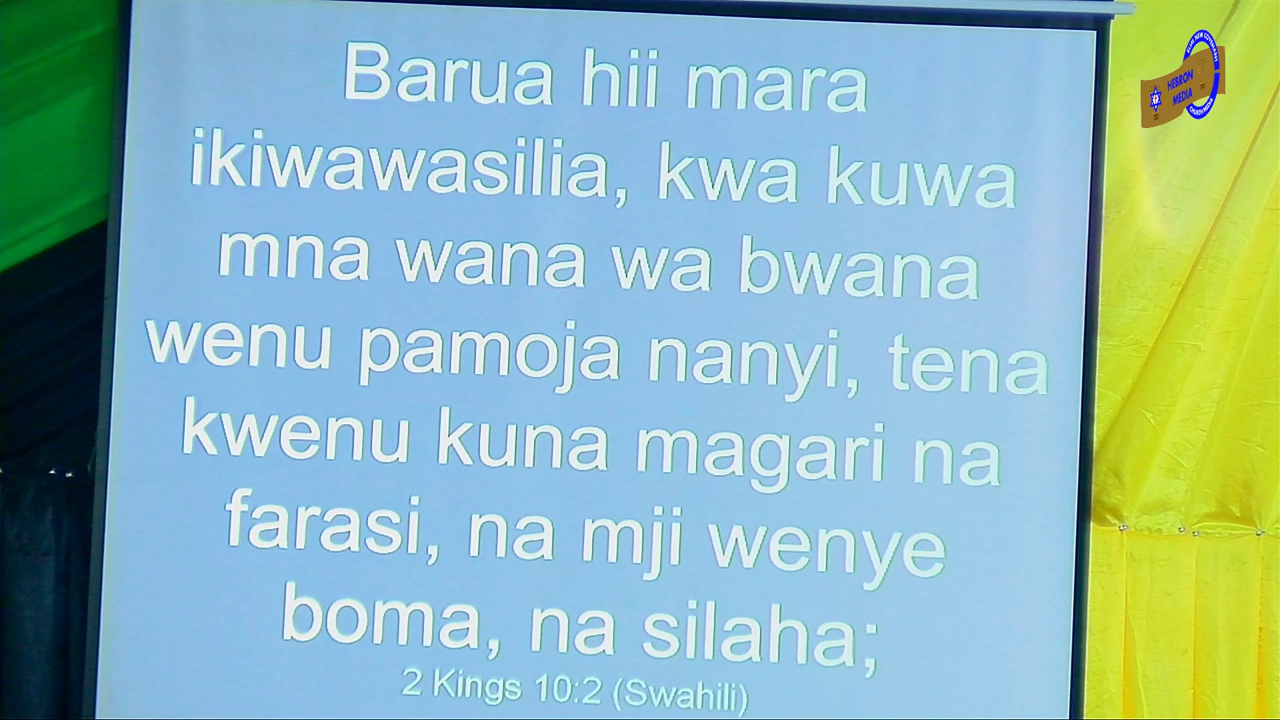 Barua hii mara
ikiwawasilia, kwa kuwa
mna wana wa bwana
wenu pamoja nanyi, tena
kwenu kuna magari na
farasi, na mji wenye
boma, na silaha;
2 Kings 10:2 (Swahili)
HEBRON
MEDIA